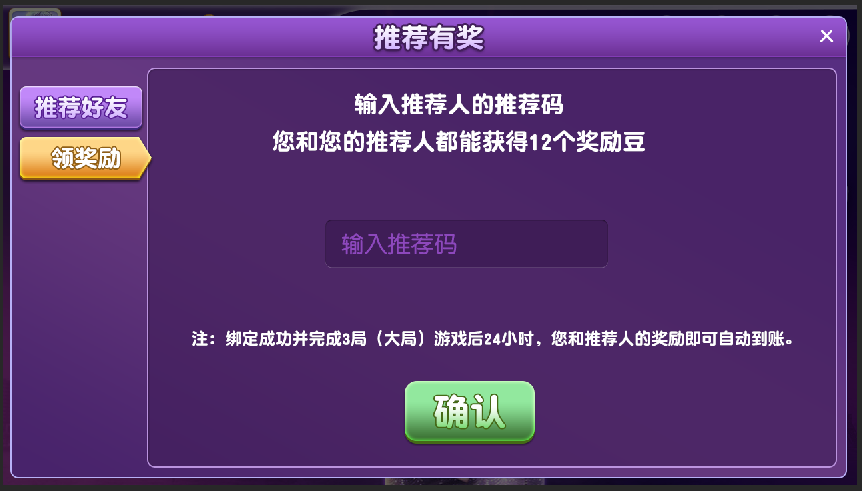 推荐有奖
推荐好友
领奖励
输入推荐人的推荐码
您和您的推荐人都能获得12个奖励豆
输入推荐码
注：绑定成功并完成3局（大局）游戏后24小时，您和推荐人的奖励即可自动到账。
确认